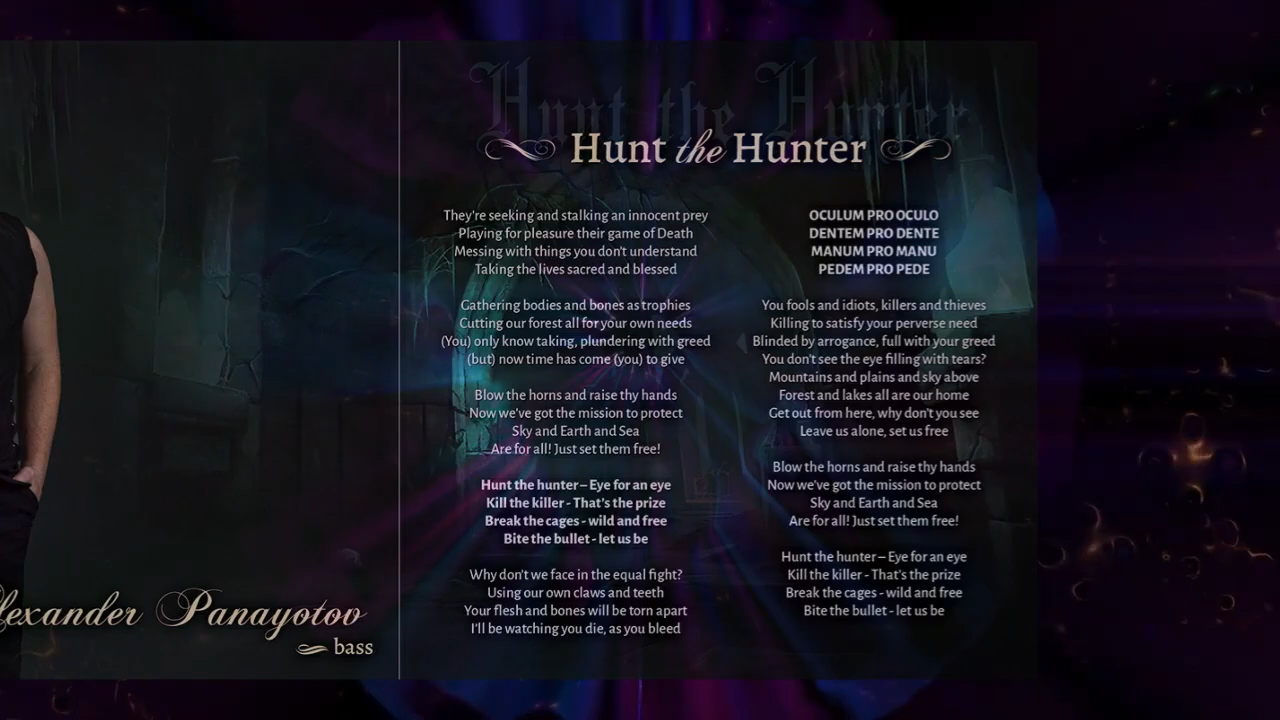 lexander Panayotov
bass
Hunt the Hunter
Hunt the Hunter
They're seeking and stalking an innocent prey
Playing for pleasure their game of Death
Messing with things you don't understand
Taking the lives sacred and blessed
Gathering bodies and bones as trophies
Cutting our forest all for your own needs
(You) only know taking, plundering with greed
(but) now time has come (you) to give
Blow the horns and raise thy hands
Now we've got the mission to protect
Sky and Earth and Sea
Are for all! Just set them free!
Hunt the hunter – Eye for an eye
Kill the killer - That's the prize
Break the cages - wild and free
Bite the bullet - let us be
Why don't we face in the equal fight?
Using our own claws and teeth
Your flesh and bones will be torn apart
I'll be watching you die, as you bleed
OCULUM PRO OCULO
DENTEM PRO DENTE
MANUM PRO MANU
PEDEM PRO PEDE
You fools and idiots, killers and thieves
Killing to satisfy your perverse need
Blinded by arrogance, full with your greed
You don't see the eye filling with tears?
Mountains and plains and sky above
Forest and lakes all are our home
Get out from here, why don't you see
Leave us alone, set us free
Blow the horns and raise thy hands
Now we've got the mission to protect
Sky and Earth and Sea
Are for all! Just set them free!
Hunt the hunter – Eye for an eye
Kill the killer - That's the prize
Break the cages - wild and free
Bite the bullet - let us be